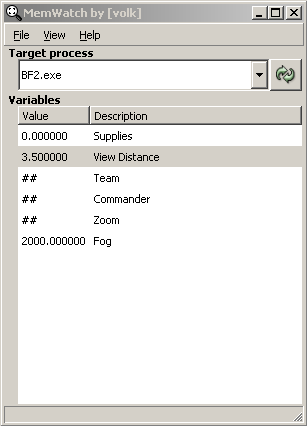 MemWatch by [volk]
File View Help
Target process
BF2.exe
Variables
Value Description
0.000000 Supplies
3.500000 View Distance
## Team
## Commander
## Zoom
2000.000000 Fog